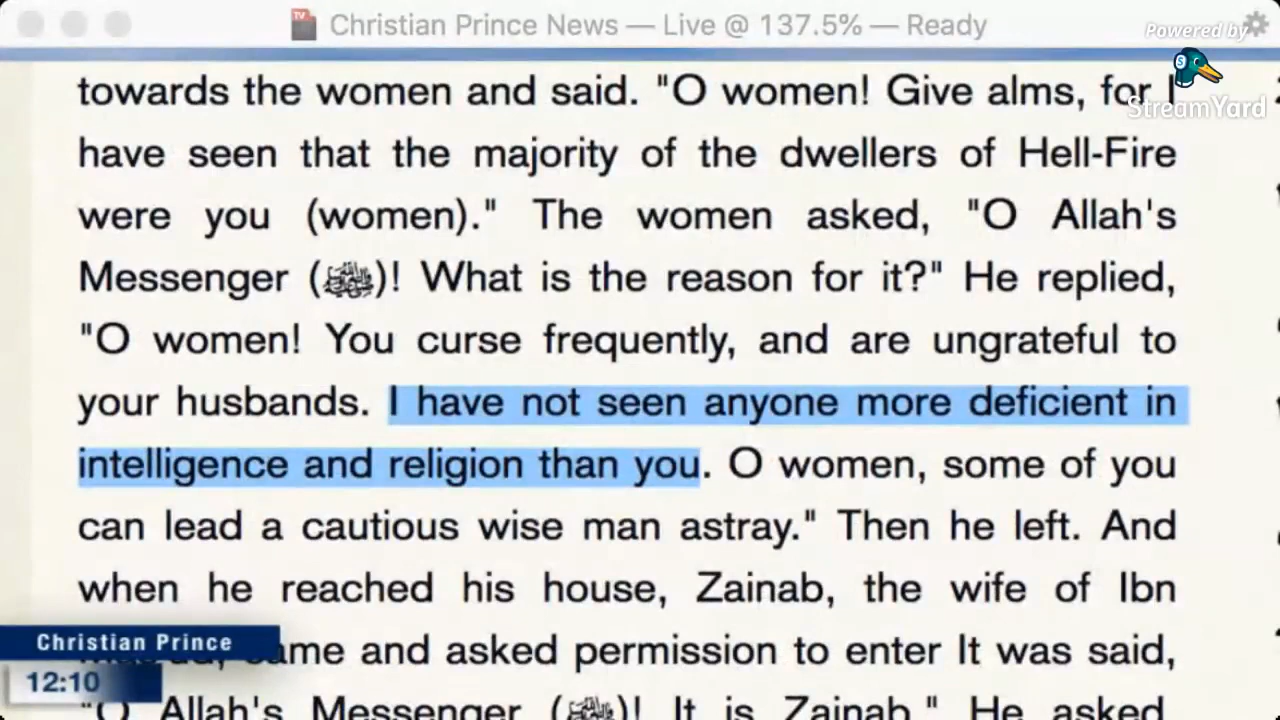 Christian Prince News — Live @ 137.5% — Ready
Powered by
StreamYard
towards the women and said. "O women! Give alms, for I
have seen that the majority of the dwellers of Hell-Fire
were you (women)." The women asked, "O Allah's
Messenger (ﷺ)! What is the reason for it?" He replied,
"O women! You curse frequently, and are ungrateful to
your husbands. I have not seen anyone more deficient in
intelligence and religion than you. O women, some of you
can lead a cautious wise man astray." Then he left. And
when he reached his house, Zainab, the wife of Ibn
came and asked permission to enter It was said,
"O Allah's Messenger (ﷺ)! It is Zainab." He asked
Christian Prince
12:10